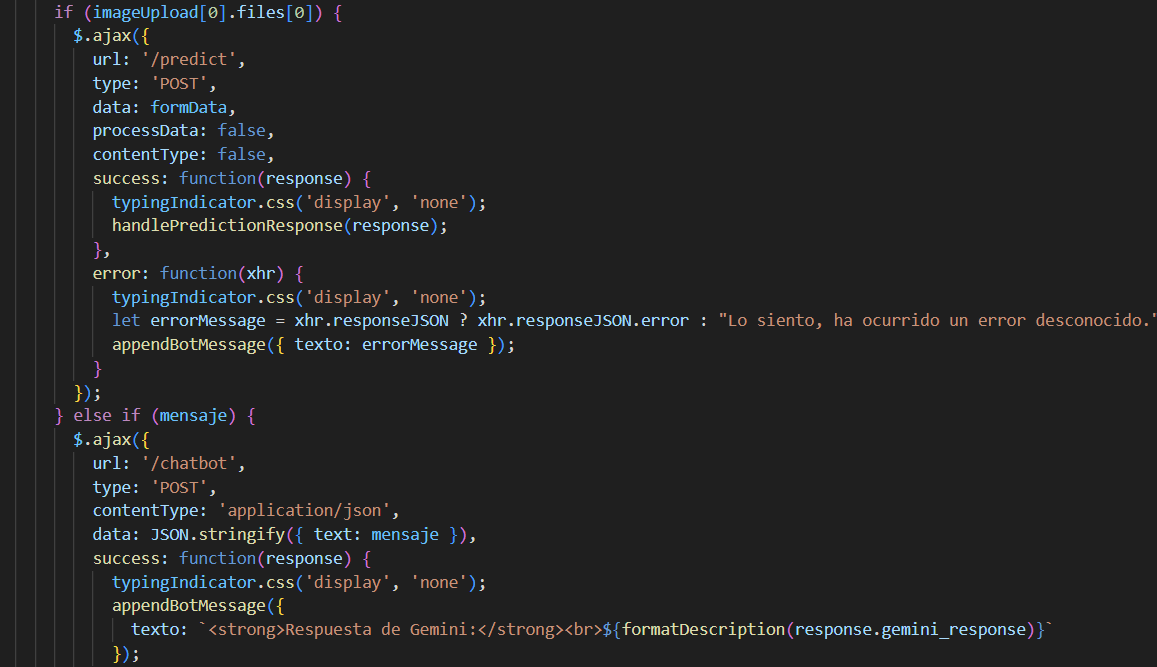 if (imageUpload[0].files[0]) {
$.ajax({
url: '/predict',
type: 'POST',
data: formData,
processData: false,
contentType: false,
success: function(response) {
typingIndicator.css('display', 'none');
handlePredictionResponse(response);
},
error: function(xhr) {
typingIndicator.css('display', 'none');
let errorMessage = xhr.responseJSON ? xhr.responseJSON.error : "Lo siento, ha ocurrido un error desconocido."
appendBotMessage({ texto: errorMessage });
}
});
} else if (mensaje) {
$.ajax({
url: '/chatbot',
type: 'POST',
contentType: 'application/json',
data: JSON.stringify({ text: mensaje }),
success: function(response) {
typingIndicator.css('display', 'none');
appendBotMessage({
texto: `<strong>Respuesta de Gemini:</strong><br>${formatDescription(response.gemini_response)}`
});